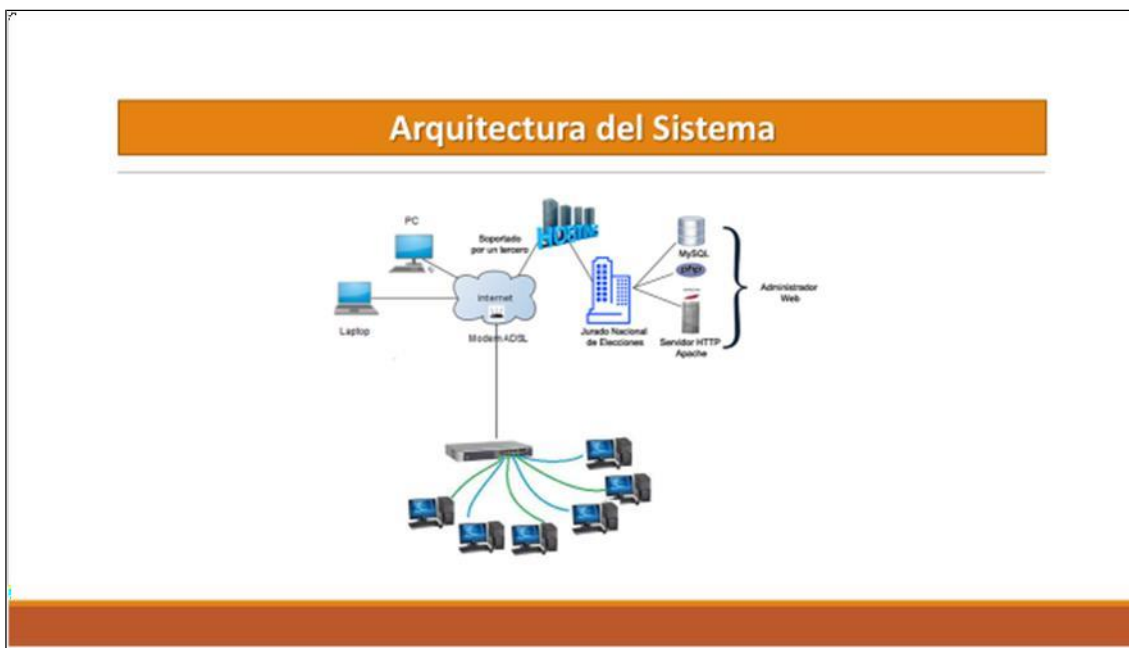 Arquitectura del Sistema
PC
Soportado
por un tercero
HOSTING
MySQL
php
Internet
Administrador
Web
Laptop
Modem ADSL
Jurado Nacional
de Elecciones
Servidor HTTP
Apache